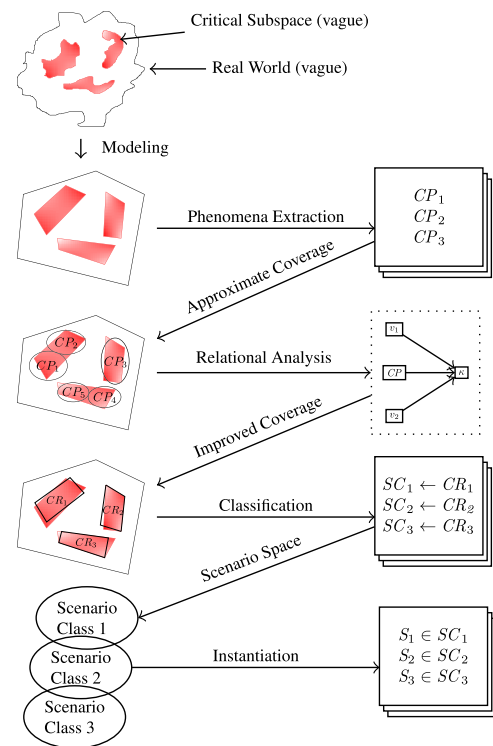 Critical Subspace (vague)
Real World (vague)
Modeling
Phenomena Extraction
CP₁
CP₂
CP₃
Approximate Coverage
CP₂
CP₁
CP₃
CP₅
CP₄
Relational Analysis
v₁
CP
κ
v₂
Improved Coverage
CR₁
CR₂
CR₃
Classification
SC₁ ← CR₁
SC₂ ← CR₂
SC₃ ← CR₃
Scenario Space
Scenario
Class 1
Scenario
Class 2
Scenario
Class 3
Instantiation
S₁ ∈ SC₁
S₂ ∈ SC₂
S₃ ∈ SC₃